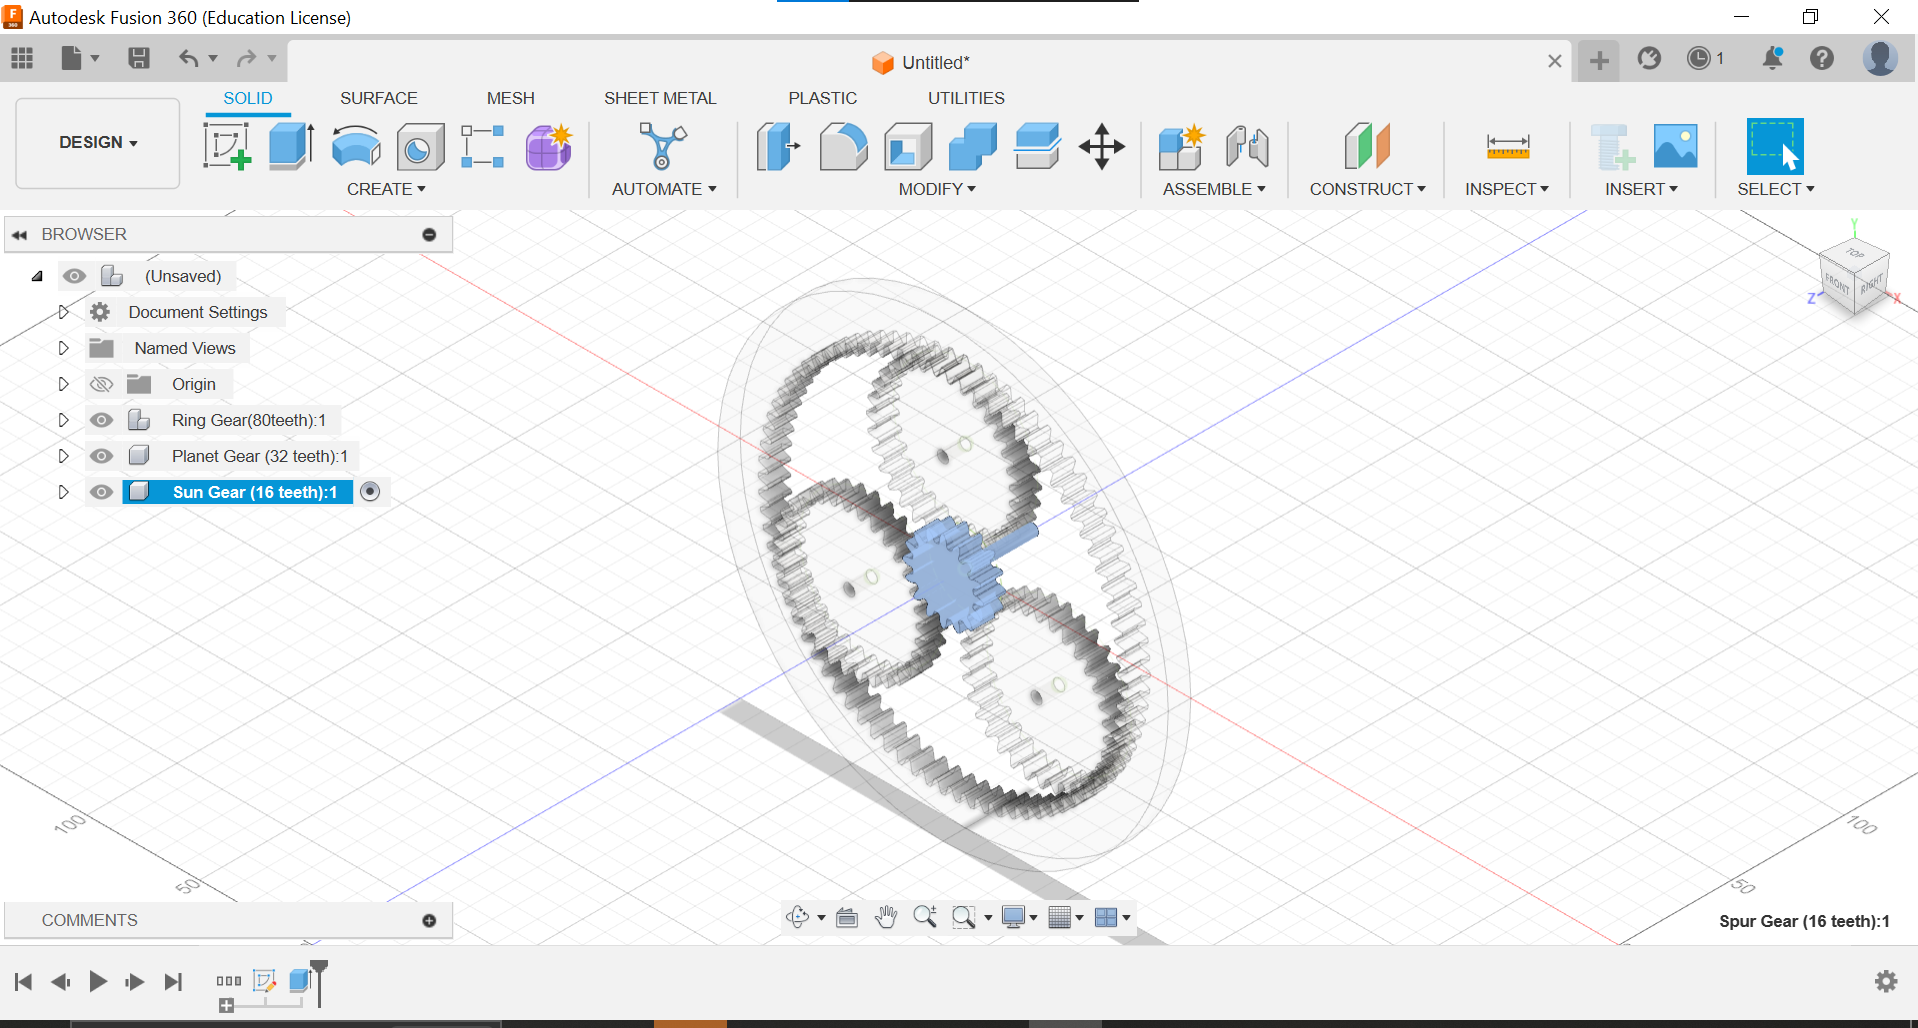 Autodesk Fusion 360 (Education License)
Untitled*
1
DESIGN
SOLID
SURFACE
MESH
SHEET METAL
PLASTIC
UTILITIES
CREATE
AUTOMATE
MODIFY
ASSEMBLE
CONSTRUCT
INSPECT
INSERT
SELECT
BROWSER
(Unsaved)
Document Settings
Named Views
Origin
Ring Gear(80teeth):1
Planet Gear (32 teeth):1
Sun Gear (16 teeth):1
Y
TOP
FRONT
RIGHT
Z
X
100
50
100
50
COMMENTS
Spur Gear (16 teeth):1